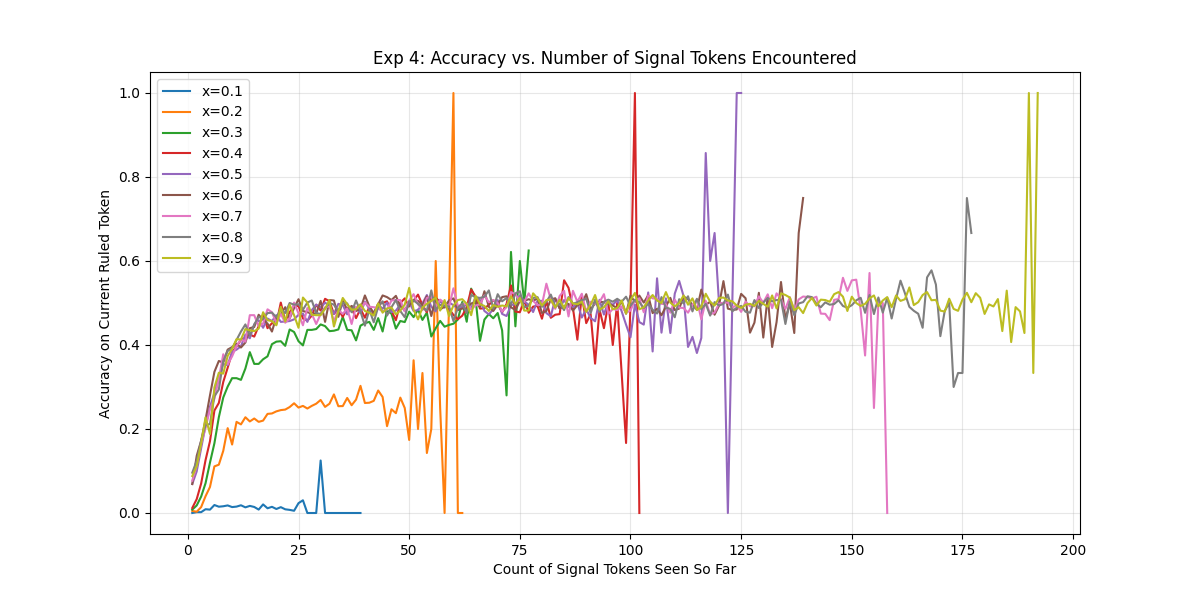 Exp 4: Accuracy vs. Number of Signal Tokens Encountered
x=0.1
x=0.2
x=0.3
x=0.4
x=0.5
x=0.6
x=0.7
x=0.8
x=0.9
Accuracy on Current Ruled Token
1.0
0.8
0.6
0.4
0.2
0.0
0 25 50 75 100 125 150 175 200
Count of Signal Tokens Seen So Far